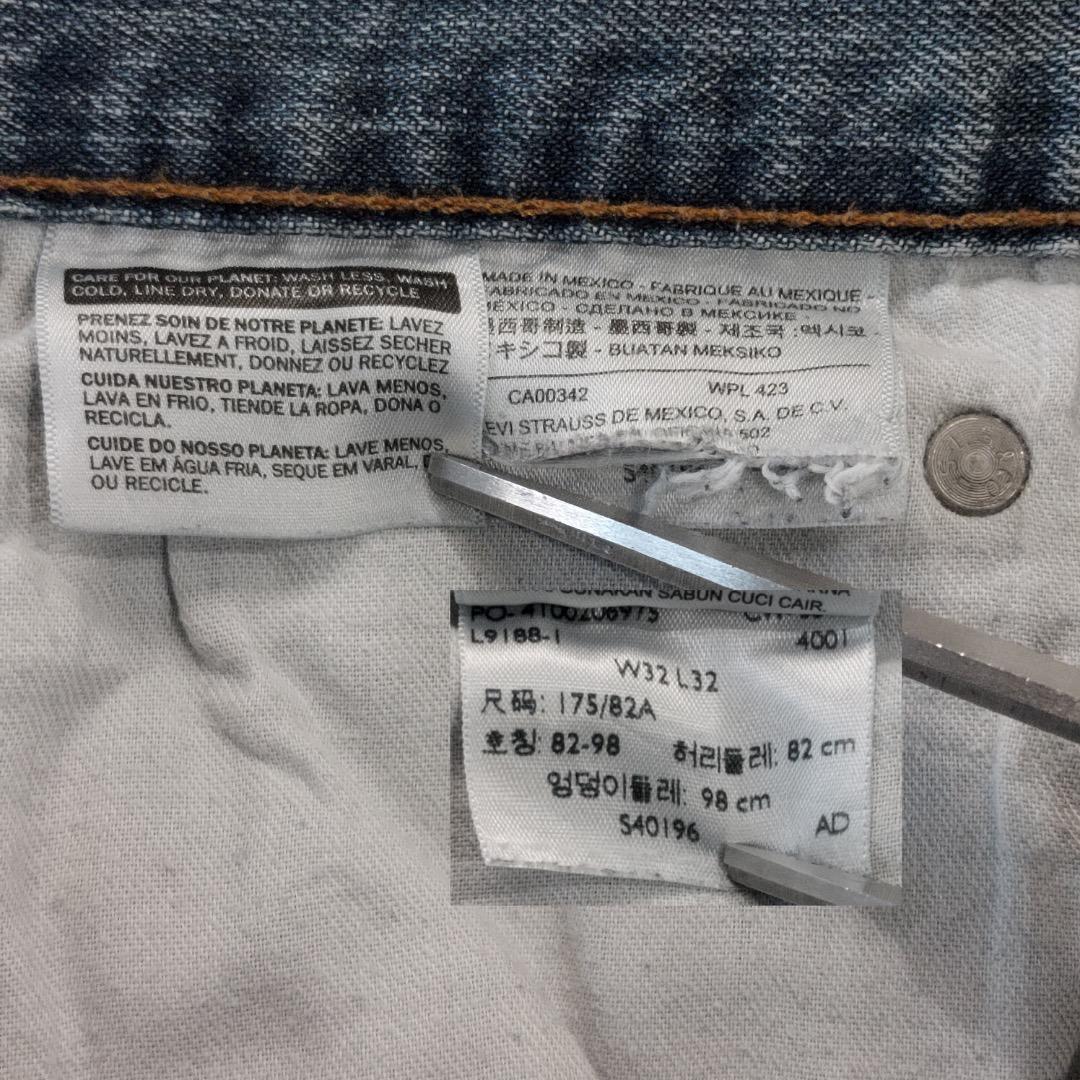 CARE FOR OUR PLANET: WASH LESS, WASH
COLD, LINE DRY, DONATE OR RECYCLE
PRENEZ SOIN DE NOTRE PLANETE: LAVEZ
MOINS, LAVEZ A FROID, LAISSEZ SECHER
NATURELLEMENT, DONNEZ OU RECYCLEZ
CUIDA NUESTRO PLANETA: LAVA MENOS,
LAVA EN FRIO, TIENDE LA ROPA, DONA O
RECICLA.
CUIDE DO NOSSO PLANETA: LAVE MENOS,
LAVE EM ÁGUA FRIA, SEQUE EM VARAL,
OU RECICLE.
MADE IN MEXICO - FABRIQUE AU MEXIQUE -
FABRICADO EN MEXICO - FABRICADO NO
MEXICO - СДЕЛАНО В МЕКСИКЕ -
墨西哥制造 - 墨西哥製 - 제조국 :멕시코 -
キシコ製 - BUATAN MEKSIKO
CA00342 WPL 423
EVI STRAUSS DE MEXICO, S.A. DE C.V.
502
GUNAKAN SABUN CUCI CAIR.
PO- 4100206975
L9188-1 4001
W32 L32
尺码: 175/82A
호칭: 82-98 허리둘레: 82 cm
엉덩이둘레: 98 cm
S40196 AD